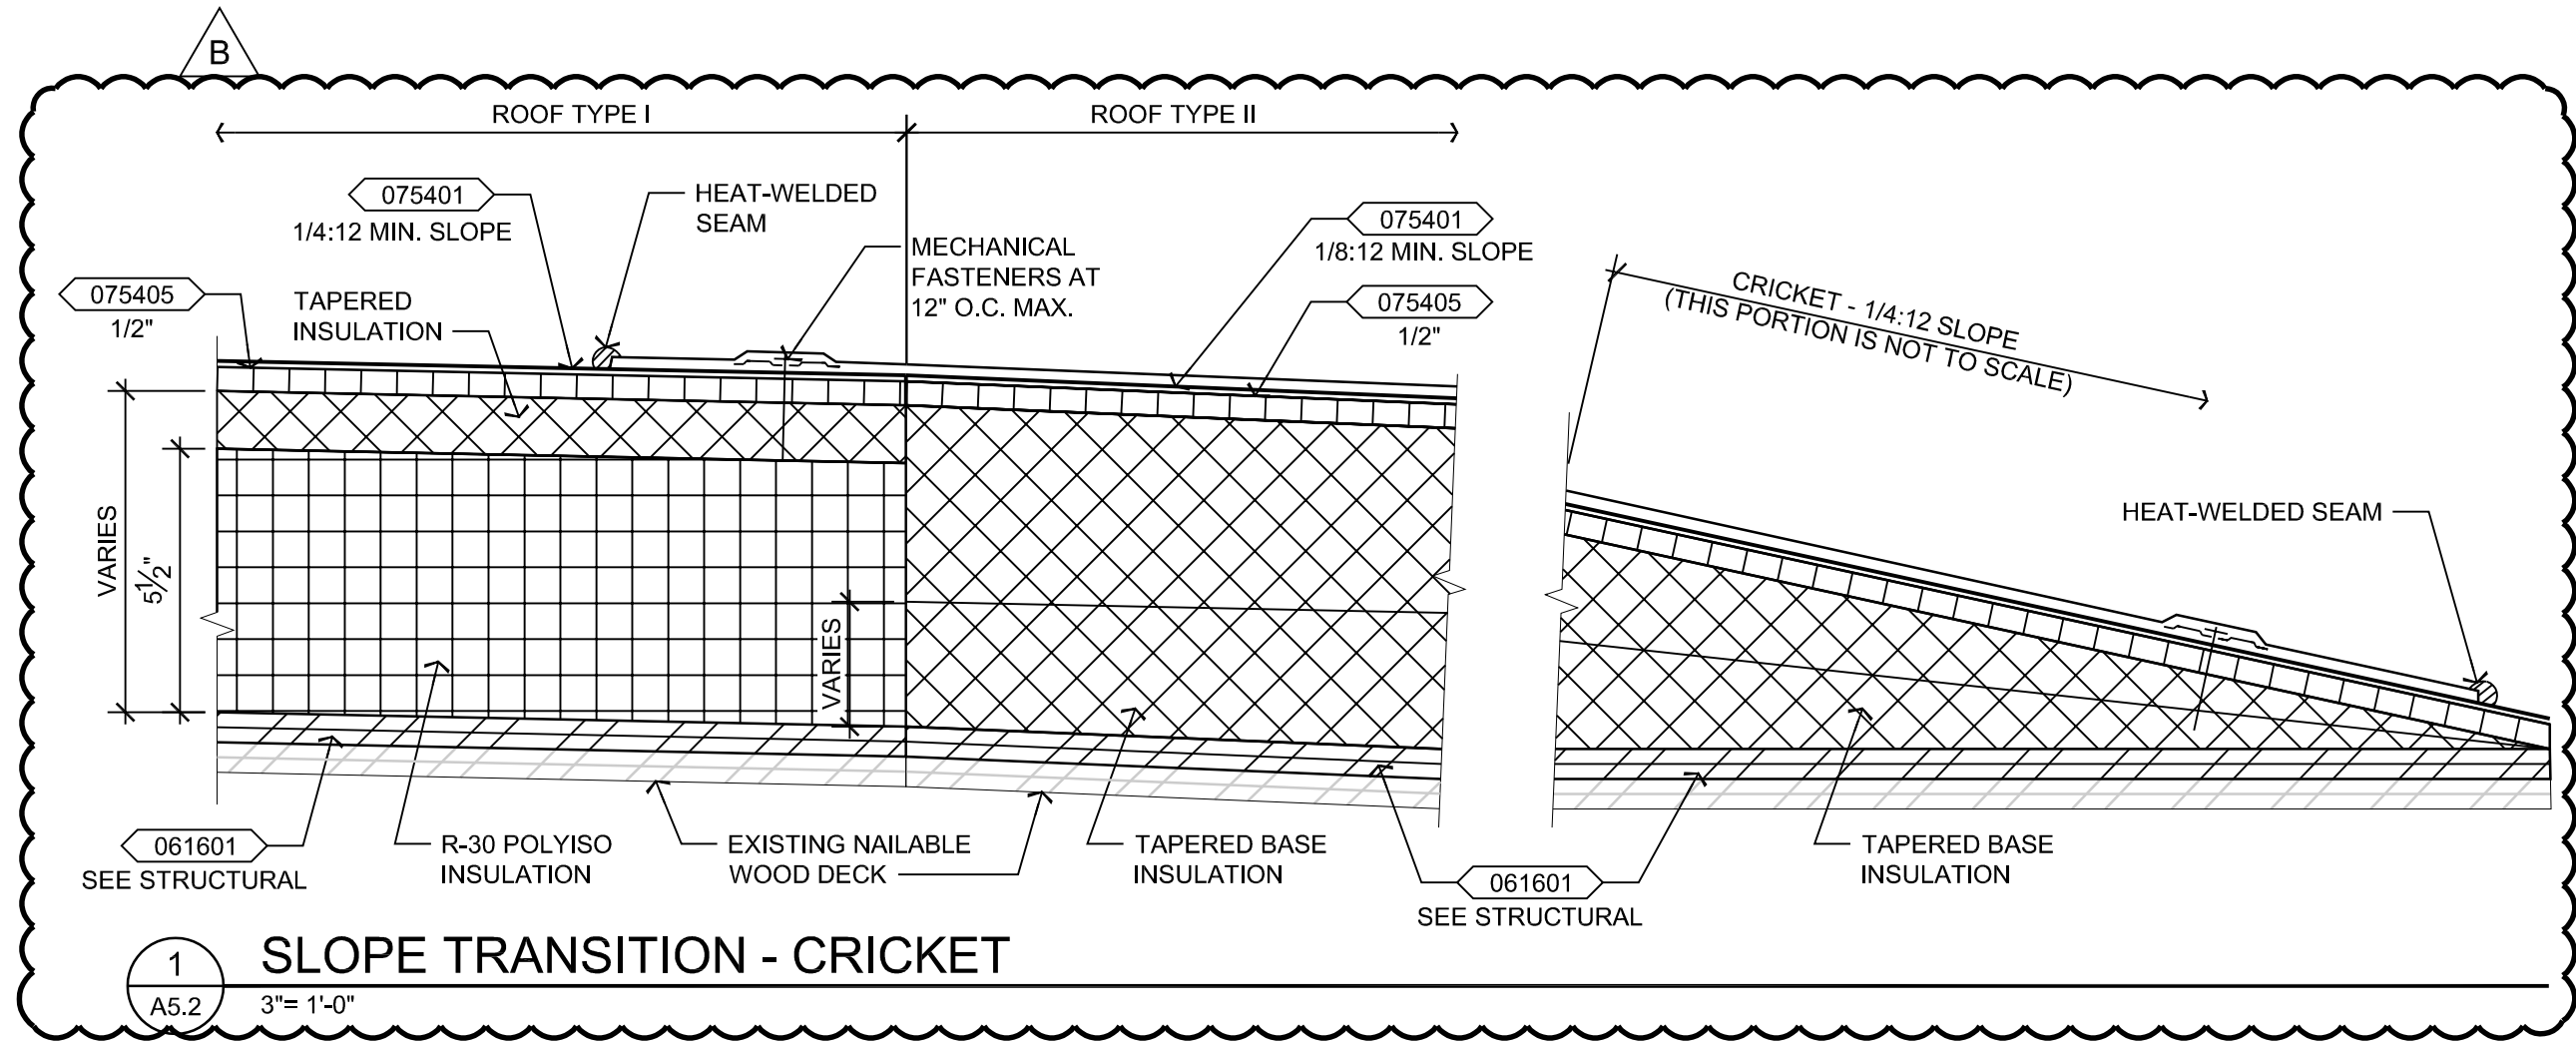 B
ROOF TYPE I
ROOF TYPE II
075401
1/4:12 MIN. SLOPE
HEAT-WELDED
SEAM
MECHANICAL
FASTENERS AT
12" O.C. MAX.
075401
1/8:12 MIN. SLOPE
075405
1/2"
TAPERED
INSULATION
075405
1/2"
CRICKET - 1/4:12 SLOPE
(THIS PORTION IS NOT TO SCALE)
HEAT-WELDED SEAM
VARIES
5½"
VARIES
061601
SEE STRUCTURAL
R-30 POLYISO
INSULATION
EXISTING NAILABLE
WOOD DECK
TAPERED BASE
INSULATION
061601
SEE STRUCTURAL
TAPERED BASE
INSULATION
1
A5.2
SLOPE TRANSITION - CRICKET
3"= 1'-0"